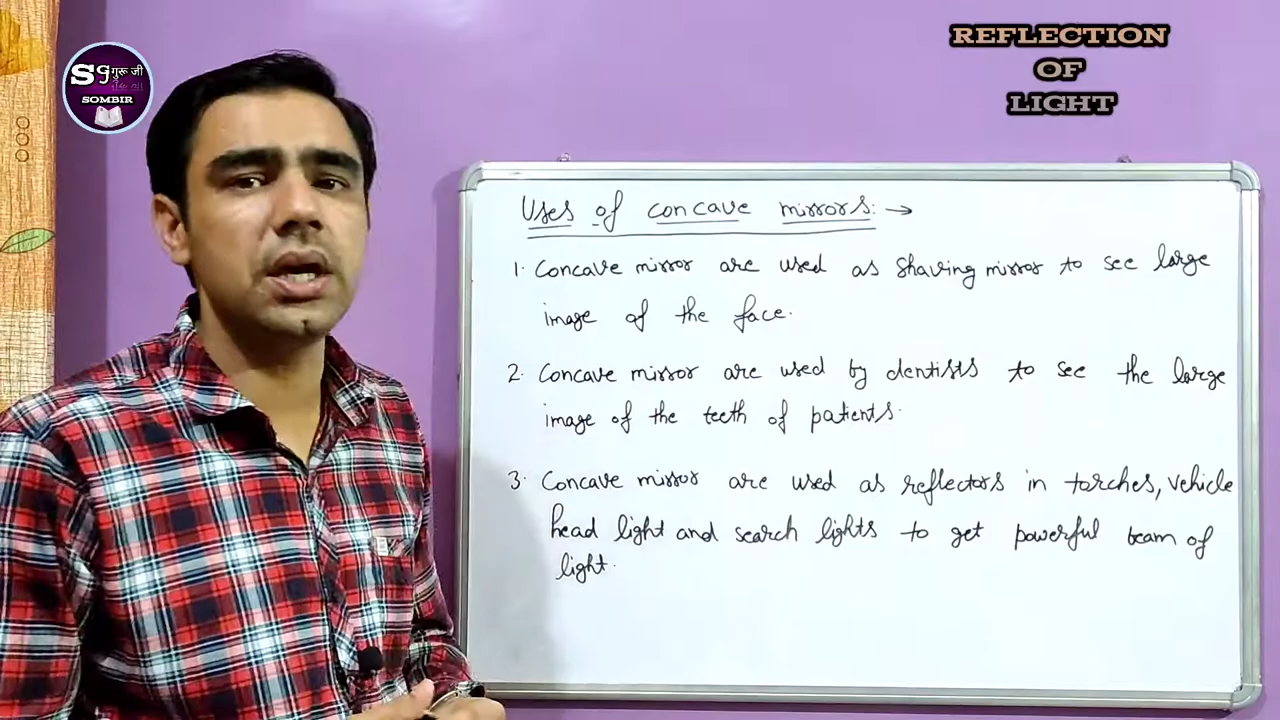 SG गुरू जी
SOMBIR
REFLECTION
OF
LIGHT
Uses of concave mirrors: →
1. Concave mirror are used as shaving mirror to see large
image of the face.
2. Concave mirror are used by dentists to see the large
image of the teeth of patients.
3. Concave mirror are used as reflectors in torches, vehicle
head light and search lights to get powerful beam of
light.